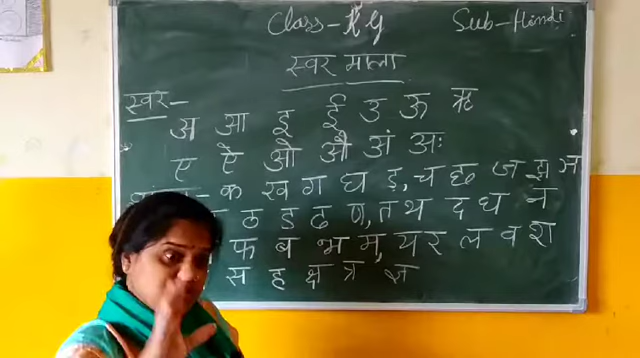 Class-KG Sub-Hindi
स्वर माला
स्वर-
अ आ इ ई उ ऊ ऋ
ए ऐ ओ औ अं अः
क ख ग घ ङ, च छ ज झ ञ
ठ ड ढ ण, त थ द ध न
फ ब भ म, य र ल व श
स ह क्ष त्र ज्ञ